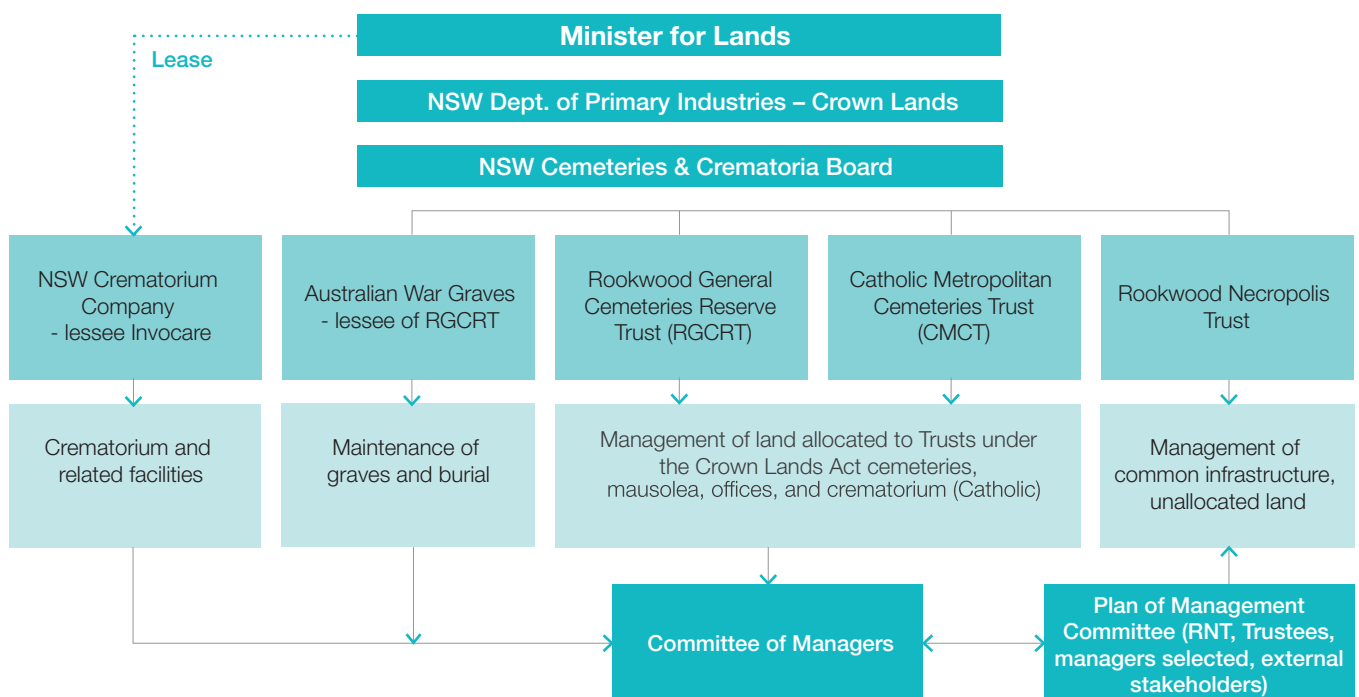 Minister for Lands
Lease
NSW Dept. of Primary Industries – Crown Lands
NSW Cemeteries & Crematoria Board
NSW Crematorium
Company
- lessee Invocare
Australian War Graves
- lessee of RGCRT
Rookwood General
Cemeteries Reserve
Trust (RGCRT)
Catholic Metropolitan
Cemeteries Trust
(CMCT)
Rookwood Necropolis
Trust
Crematorium and
related facilities
Maintenance of
graves and burial
Management of land allocated to Trusts under
the Crown Lands Act cemeteries,
mausolea, offices, and crematorium (Catholic)
Management of
common infrastructure,
unallocated land
Committee of Managers
Plan of Management
Committee (RNT, Trustees,
managers selected, external
stakeholders)